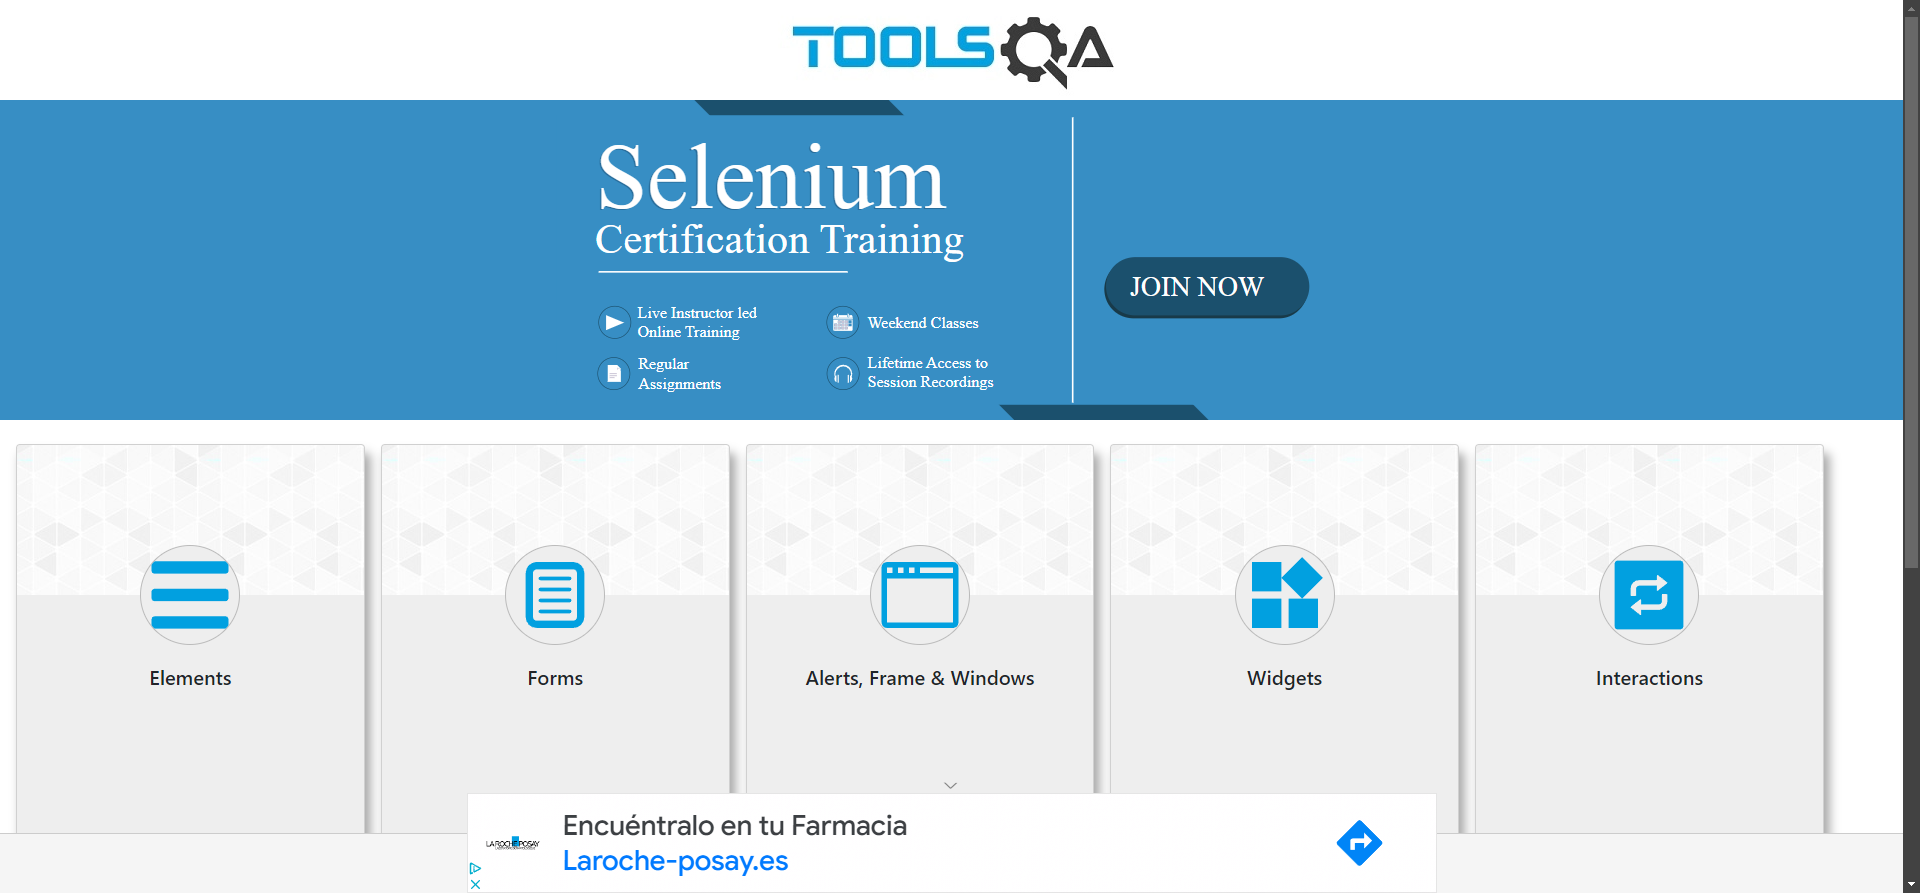 TOOLSQA
Selenium
Certification Training
JOIN NOW
Live Instructor led
Online Training
Weekend Classes
Regular
Assignments
Lifetime Access to
Session Recordings
Elements
Forms
Alerts, Frame & Windows
Widgets
Interactions
Encuéntralo en tu Farmacia
LA ROCHE POSAY
Laroche-posay.es